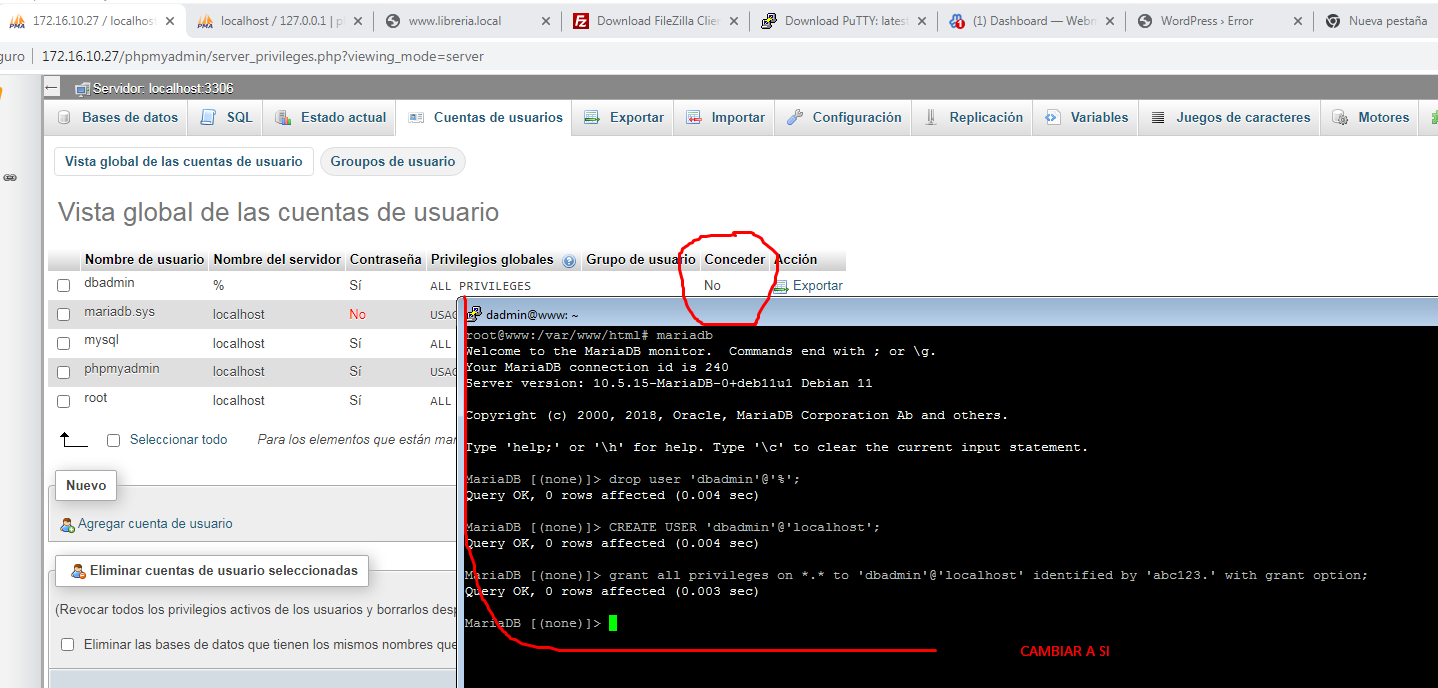 172.16.10.27 / localhost
localhost / 127.0.0.1 | p
www.libreria.local
Download FileZilla Clien
Download PuTTY: latest
(1) Dashboard — Webm
WordPress › Error
Nueva pestaña
guro
172.16.10.27/phpmyadmin/server_privileges.php?viewing_mode=server
Servidor: localhost:3306
Bases de datos
SQL
Estado actual
Cuentas de usuarios
Exportar
Importar
Configuración
Replicación
Variables
Juegos de caracteres
Motores
Vista global de las cuentas de usuario
Groupos de usuario
Vista global de las cuentas de usuario
Nombre de usuario Nombre del servidor Contraseña Privilegios globales Grupo de usuario Conceder Acción
dbadmin % Sí ALL PRIVILEGES No Exportar
mariadb.sys localhost No USAG
mysql localhost Sí ALL
phpmyadmin localhost Sí USAG
root localhost Sí ALL
Seleccionar todo Para los elementos que están mar
Nuevo
Agregar cuenta de usuario
Eliminar cuentas de usuario seleccionadas
(Revocar todos los privilegios activos de los usuarios y borrarlos desp
Eliminar las bases de datos que tienen los mismos nombres que
dadmin@www: ~
root@www:/var/www/html# mariadb
Welcome to the MariaDB monitor.  Commands end with ; or \g.
Your MariaDB connection id is 240
Server version: 10.5.15-MariaDB-0+deb11u1 Debian 11
Copyright (c) 2000, 2018, Oracle, MariaDB Corporation Ab and others.
Type 'help;' or '\h' for help. Type '\c' to clear the current input statement.
MariaDB [(none)]> drop user 'dbadmin'@'%';
Query OK, 0 rows affected (0.004 sec)
MariaDB [(none)]> CREATE USER 'dbadmin'@'localhost';
Query OK, 0 rows affected (0.004 sec)
MariaDB [(none)]> grant all privileges on *.* to 'dbadmin'@'localhost' identified by 'abc123.' with grant option;
Query OK, 0 rows affected (0.003 sec)
MariaDB [(none)]>
CAMBIAR A SI